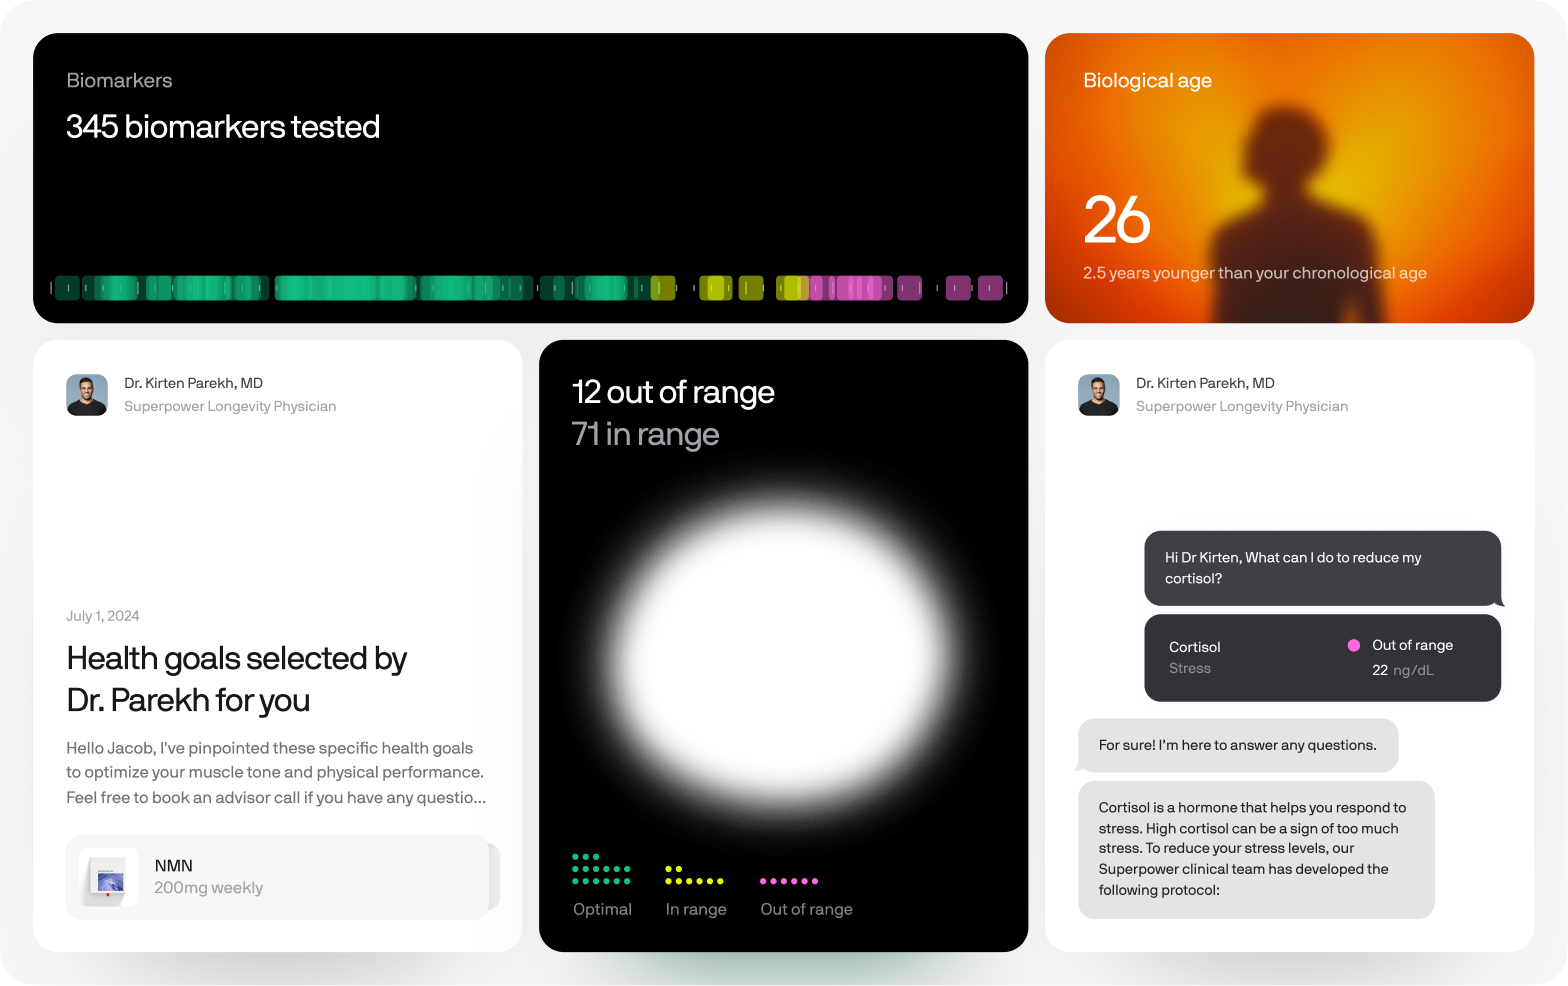 Biomarkers
345 biomarkers tested
Biological age
26
2.5 years younger than your chronological age
Dr. Kirten Parekh, MD
Superpower Longevity Physician
July 1, 2024
Health goals selected by
Dr. Parekh for you
Hello Jacob, I've pinpointed these specific health goals
to optimize your muscle tone and physical performance.
Feel free to book an advisor call if you have any questio...
NMN
200mg weekly
12 out of range
71 in range
Optimal
In range
Out of range
Dr. Kirten Parekh, MD
Superpower Longevity Physician
Hi Dr Kirten, What can I do to reduce my
cortisol?
Cortisol
Stress
Out of range
22 ng/dL
For sure! I'm here to answer any questions.
Cortisol is a hormone that helps you respond to
stress. High cortisol can be a sign of too much
stress. To reduce your stress levels, our
Superpower clinical team has developed the
following protocol: